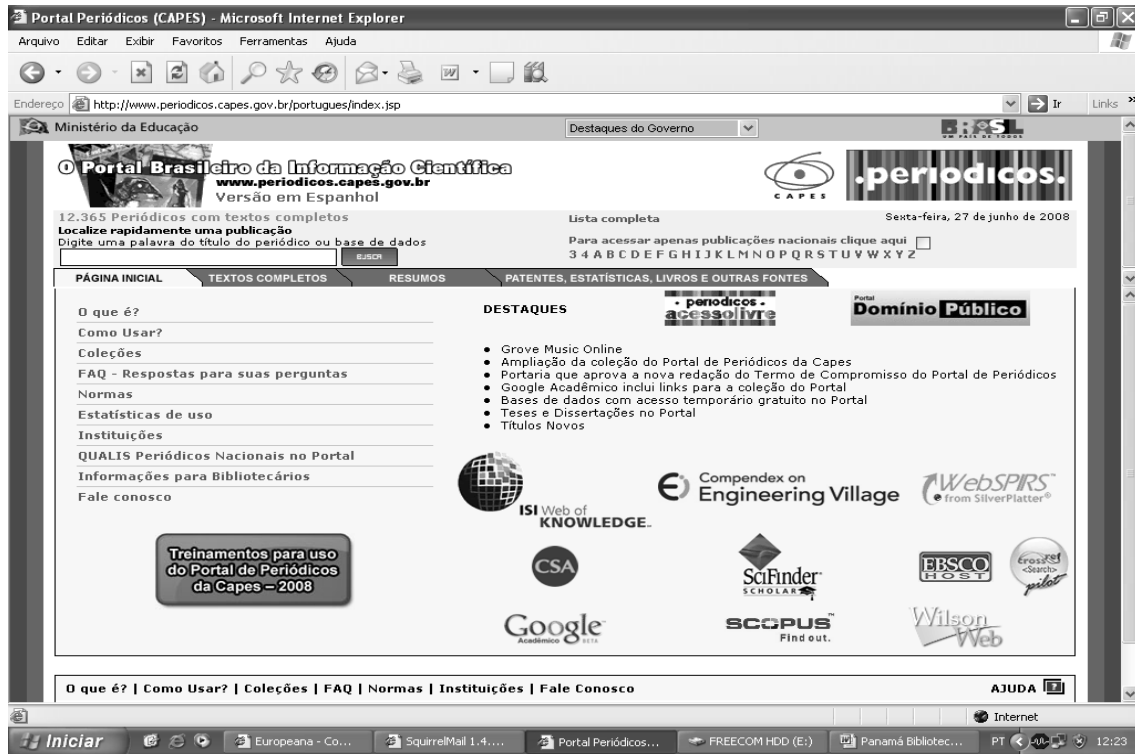 Portal Periódicos (CAPES) - Microsoft Internet Explorer
Arquivo Editar Exibir Favoritos Ferramentas Ajuda
Endereço http://www.periodicos.capes.gov.br/portugues/index.jsp Ir Links »
Ministério da Educação Destaques do Governo BRASIL
UM PAÍS DE TODOS
O Portal Brasileiro da Informação Científica
www.periodicos.capes.gov.br
Versão em Espanhol
CAPES .periodicos.
12.365 Periódicos com textos completos Lista completa Sexta-feira, 27 de junho de 2008
Localize rapidamente uma publicação
Digite uma palavra do título do periódico ou base de dados Para acessar apenas publicações nacionais clique aqui
BUSCA 3 4 A B C D E F G H I J K L M N O P Q R S T U V W X Y Z
PÁGINA INICIAL TEXTOS COMPLETOS RESUMOS PATENTES, ESTATÍSTICAS, LIVROS E OUTRAS FONTES
O que é?
Como Usar?
Coleções
FAQ - Respostas para suas perguntas
Normas
Estatísticas de uso
Instituições
QUALIS Periódicos Nacionais no Portal
Informações para Bibliotecários
Fale conosco
Treinamentos para uso
do Portal de Periódicos
da Capes – 2008
DESTAQUES
. periodicos .
acessolivre
Portal
Domínio Público
• Grove Music Online
• Ampliação da coleção do Portal de Periódicos da Capes
• Portaria que aprova a nova redação do Termo de Compromisso do Portal de Periódicos
• Google Acadêmico inclui links para a coleção do Portal
• Bases de dados com acesso temporário gratuito no Portal
• Teses e Dissertações no Portal
• Títulos Novos
ISI Web of
KNOWLEDGE
Compendex on
Engineering Village
WebSPIRS™
from SilverPlatter®
CSA
SciFinder
SCHOLAR
EBSCO
HOST
crossref
<Search>
pilot
Google
Acadêmico BETA
SCOPUS™
Find out.
Wilson
Web
O que é? | Como Usar? | Coleções | FAQ | Normas | Instituições | Fale Conosco AJUDA
Internet
Iniciar Europeana - Co... SquirrelMail 1.4.... Portal Periódicos... FREECOM HDD (E:) Panamá Bibliotec... PT 12:23